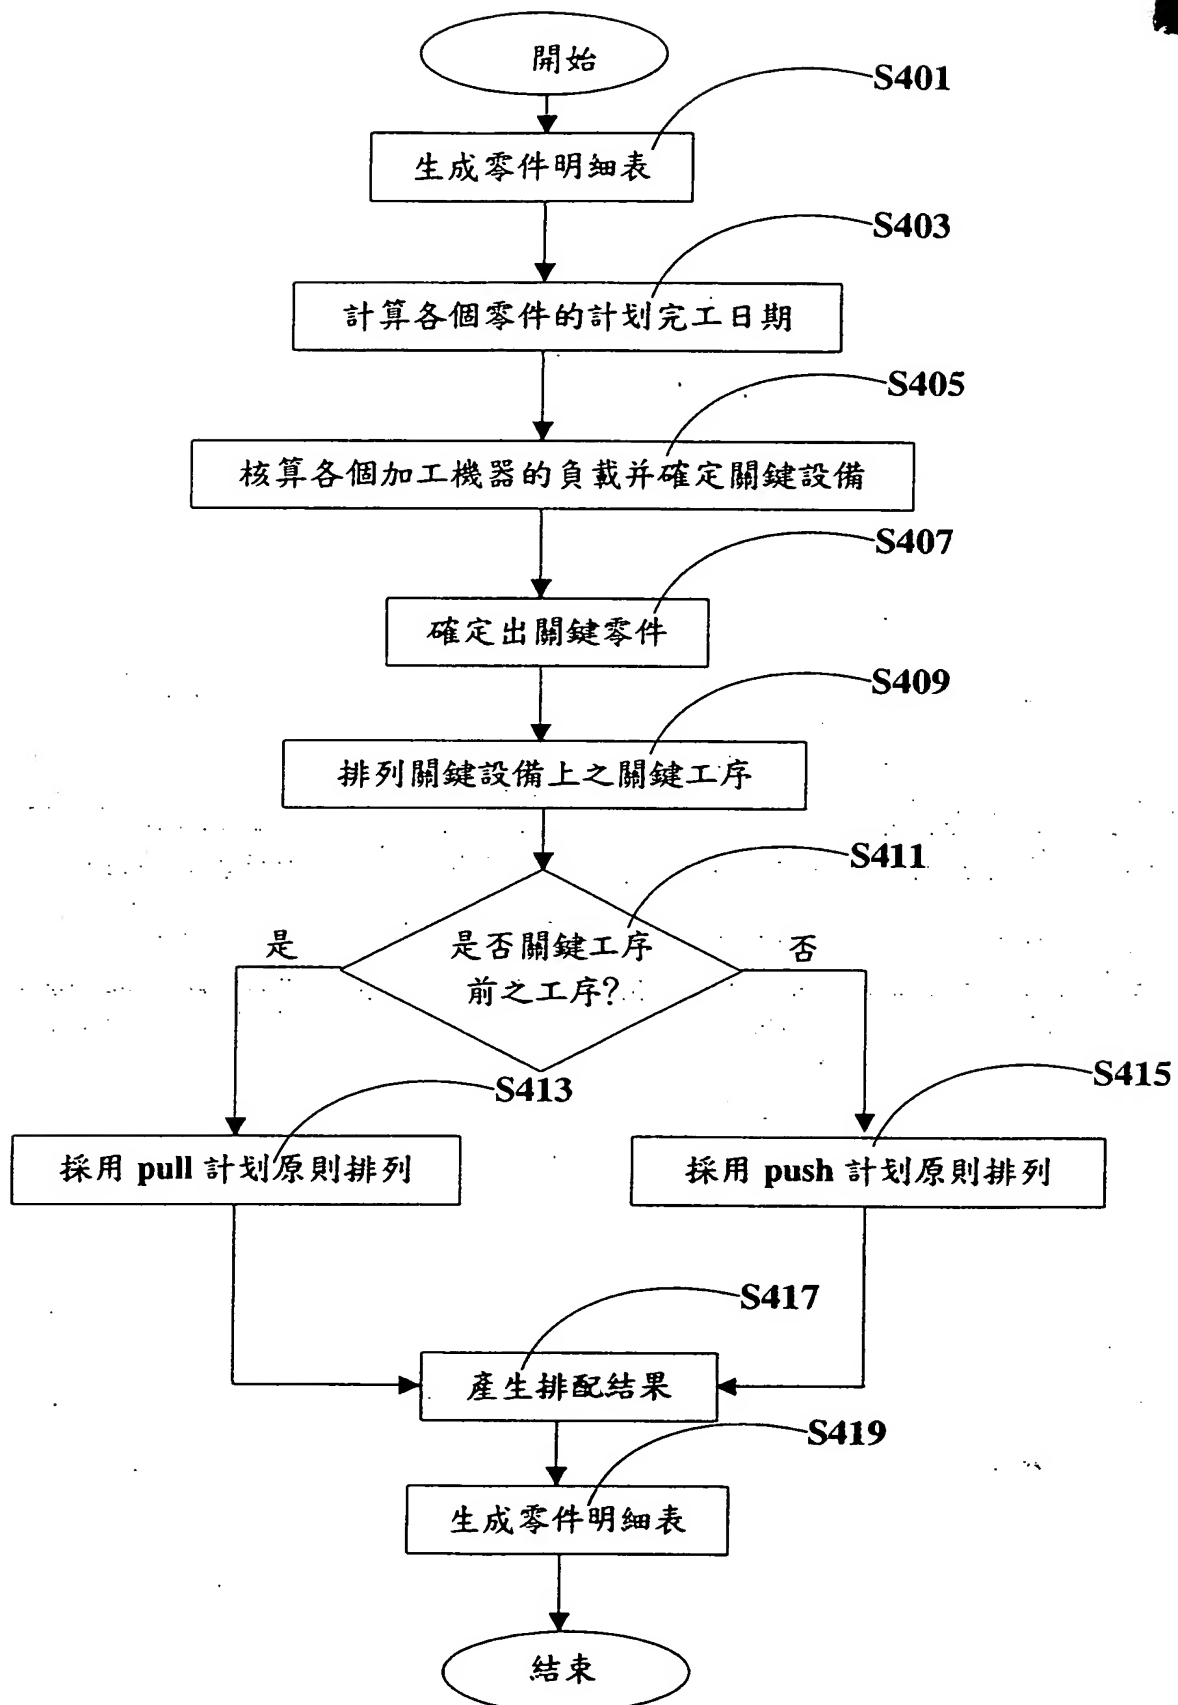 開始
S401
生成零件明細表
S403
計算各個零件的計划完工日期
S405
核算各個加工機器的負載并確定關鍵設備
S407
確定出關鍵零件
S409
排列關鍵設備上之關鍵工序
S411
是否關鍵工序
前之工序?
是
否
S413
S415
採用 pull 計划原則排列
採用 push 計划原則排列
S417
產生排配結果
S419
生成零件明細表
結束